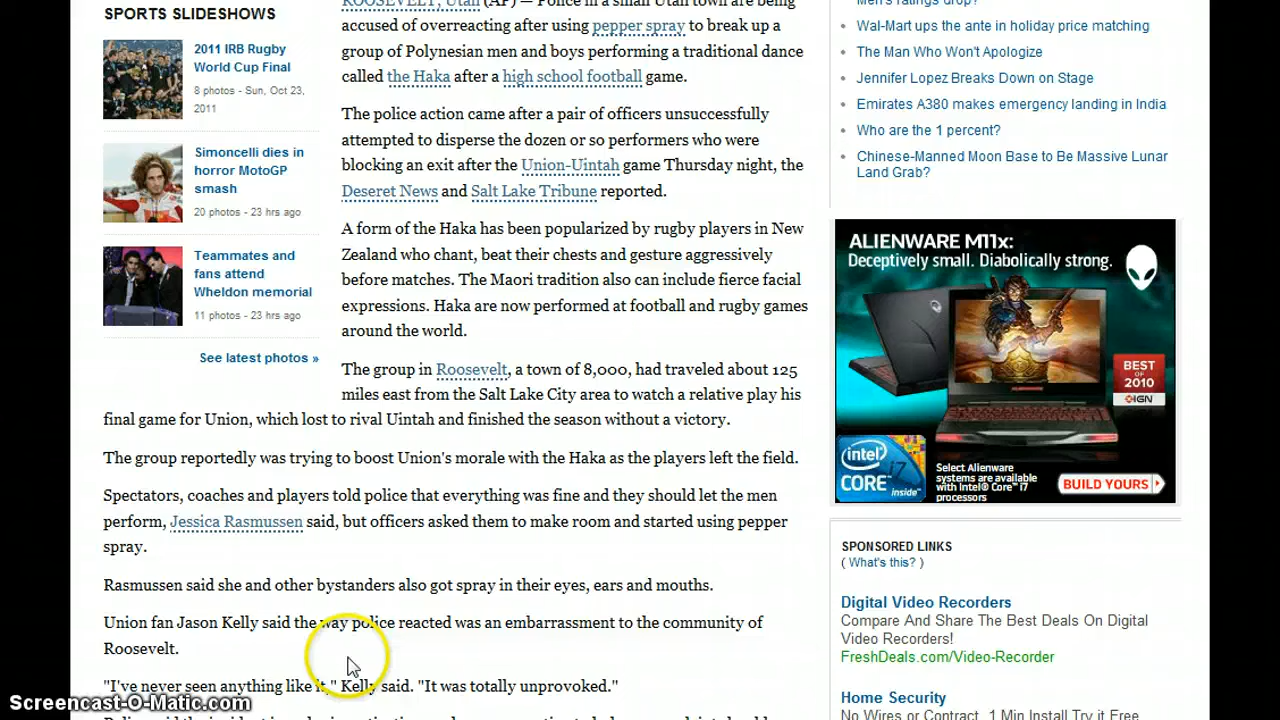 SPORTS SLIDESHOWS
2011 IRB Rugby
World Cup Final
8 photos - Sun, Oct 23,
2011
Simoncelli dies in
horror MotoGP
smash
20 photos - 23 hrs ago
Teammates and
fans attend
Wheldon memorial
11 photos - 23 hrs ago
See latest photos »
ROOSEVELT, Utah (AP) — Police in a small Utah town are being
accused of overreacting after using pepper spray to break up a
group of Polynesian men and boys performing a traditional dance
called the Haka after a high school football game.
The police action came after a pair of officers unsuccessfully
attempted to disperse the dozen or so performers who were
blocking an exit after the Union-Uintah game Thursday night, the
Deseret News and Salt Lake Tribune reported.
A form of the Haka has been popularized by rugby players in New
Zealand who chant, beat their chests and gesture aggressively
before matches. The Maori tradition also can include fierce facial
expressions. Haka are now performed at football and rugby games
around the world.
The group in Roosevelt, a town of 8,000, had traveled about 125
miles east from the Salt Lake City area to watch a relative play his
final game for Union, which lost to rival Uintah and finished the season without a victory.
The group reportedly was trying to boost Union's morale with the Haka as the players left the field.
Spectators, coaches and players told police that everything was fine and they should let the men
perform, Jessica Rasmussen said, but officers asked them to make room and started using pepper
spray.
Rasmussen said she and other bystanders also got spray in their eyes, ears and mouths.
Union fan Jason Kelly said the way police reacted was an embarrassment to the community of
Roosevelt.
"I've never seen anything like it," Kelly said. "It was totally unprovoked."
Men's ratings drop?
Wal-Mart ups the ante in holiday price matching
The Man Who Won't Apologize
Jennifer Lopez Breaks Down on Stage
Emirates A380 makes emergency landing in India
Who are the 1 percent?
Chinese-Manned Moon Base to Be Massive Lunar
Land Grab?
ALIENWARE M11x:
Deceptively small. Diabolically strong.
BEST
OF
2010
IGN
intel
CORE i7
inside™
Select Alienware
systems are available
with Intel® Core™ i7
processors
BUILD YOURS
SPONSORED LINKS
( What's this? )
Digital Video Recorders
Compare And Share The Best Deals On Digital
Video Recorders!
FreshDeals.com/Video-Recorder
Home Security
No Wires or Contract. 1 Min Install Try it Free
Screencast-O-Matic.com